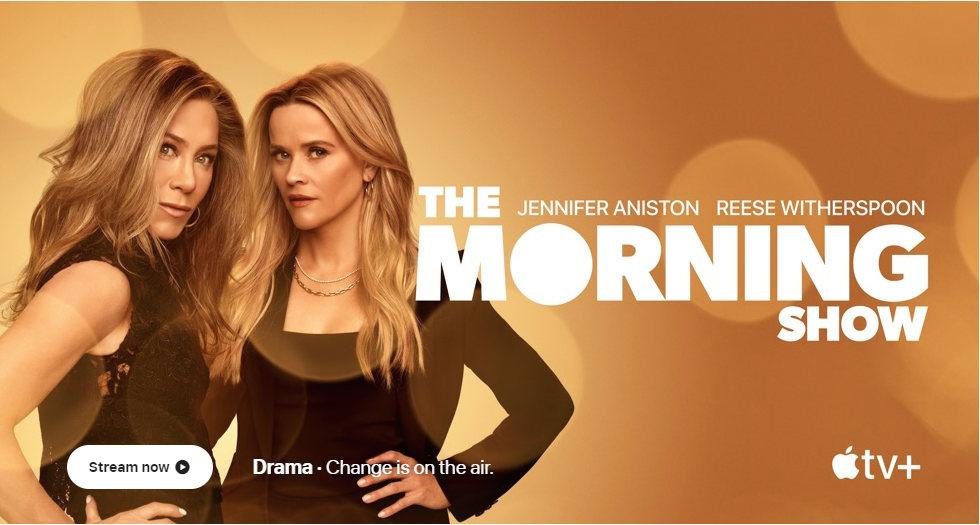 THE JENNIFER ANISTON REESE WITHERSPOON
MORNING
SHOW
Stream now
Drama · Change is on the air.
tv+